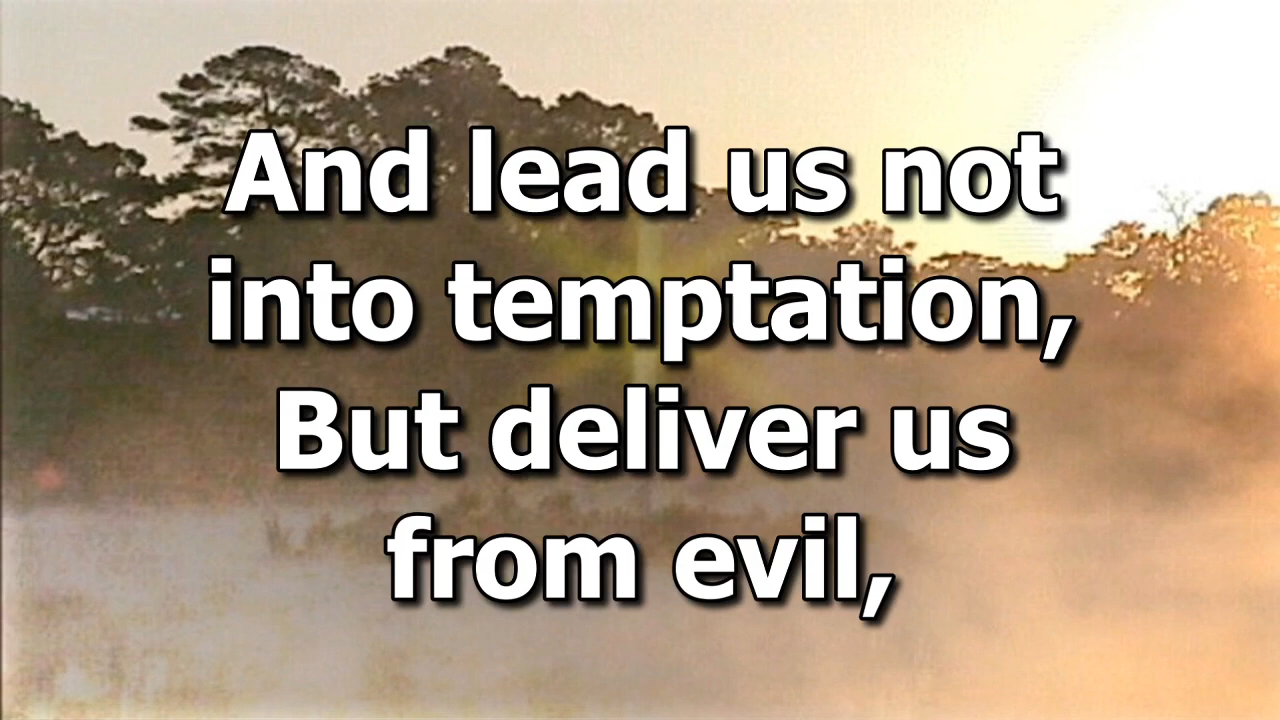 And lead us not
into temptation,
But deliver us
from evil,